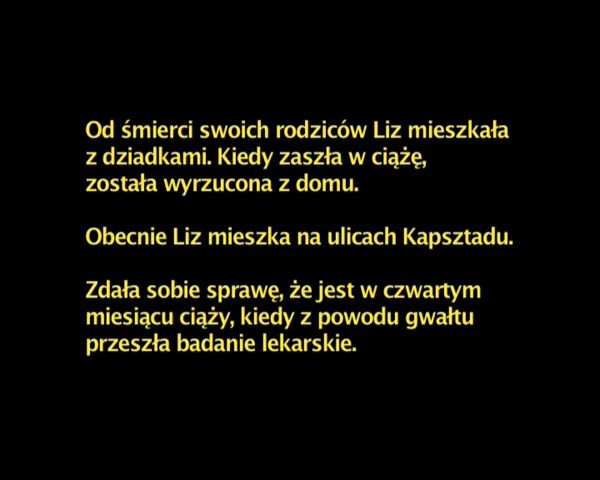 Od śmierci swoich rodziców Liz mieszkała
z dziadkami. Kiedy zaszła w ciążę,
została wyrzucona z domu.
Obecnie Liz mieszka na ulicach Kapsztadu.
Zdała sobie sprawę, że jest w czwartym
miesiącu ciąży, kiedy z powodu gwałtu
przeszła badanie lekarskie.